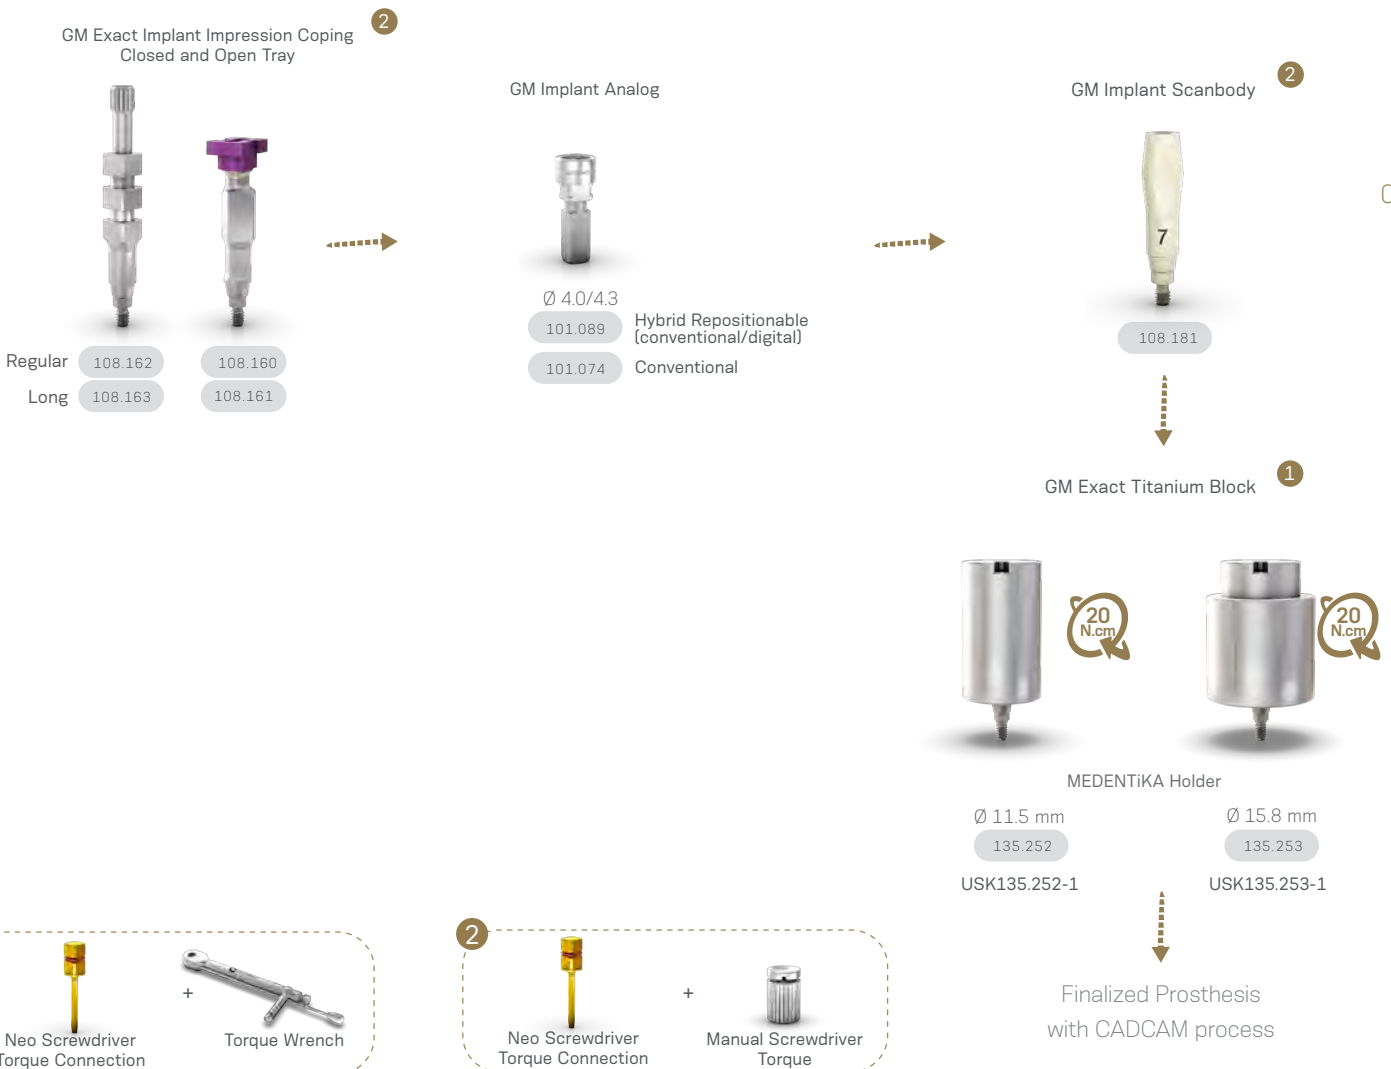 GM Exact Implant Impression Coping
Closed and Open Tray
2
Regular 108.162 108.160
Long 108.163 108.161
GM Implant Analog
Ø 4.0/4.3
101.089 Hybrid Repositionable
(conventional/digital)
101.074 Conventional
GM Implant Scanbody
2
7
108.181
GM Exact Titanium Block
1
20
N.cm
20
N.cm
MEDENTiKA Holder
Ø 11.5 mm Ø 15.8 mm
135.252 135.253
USK135.252-1 USK135.253-1
Finalized Prosthesis
with CADCAM process
Neo Screwdriver
Torque Connection
+
Torque Wrench
2
Neo Screwdriver
Torque Connection
+
Manual Screwdriver
Torque